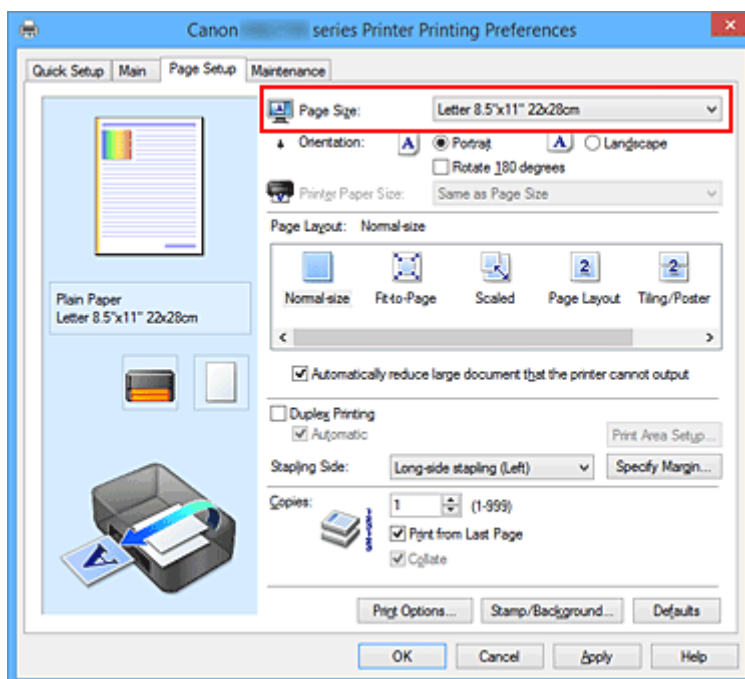 Canon series Printer Printing Preferences
Quick Setup Main Page Setup Maintenance
Page Size: Letter 8.5"x11" 22x28cm
Orientation: A Portrait A Landscape
Rotate 180 degrees
Printer Paper Size: Same as Page Size
Page Layout: Normal-size
2 2
Normal-size Fit-to-Page Scaled Page Layout Tiling/Poster
Automatically reduce large document that the printer cannot output
Plain Paper
Letter 8.5"x11" 22x28cm
Duplex Printing
Automatic
Print Area Setup...
Stapling Side: Long-side stapling (Left) Specify Margin...
Copies: 1 (1-999)
Print from Last Page
Collate
A
Print Options... Stamp/Background... Defaults
OK Cancel Apply Help